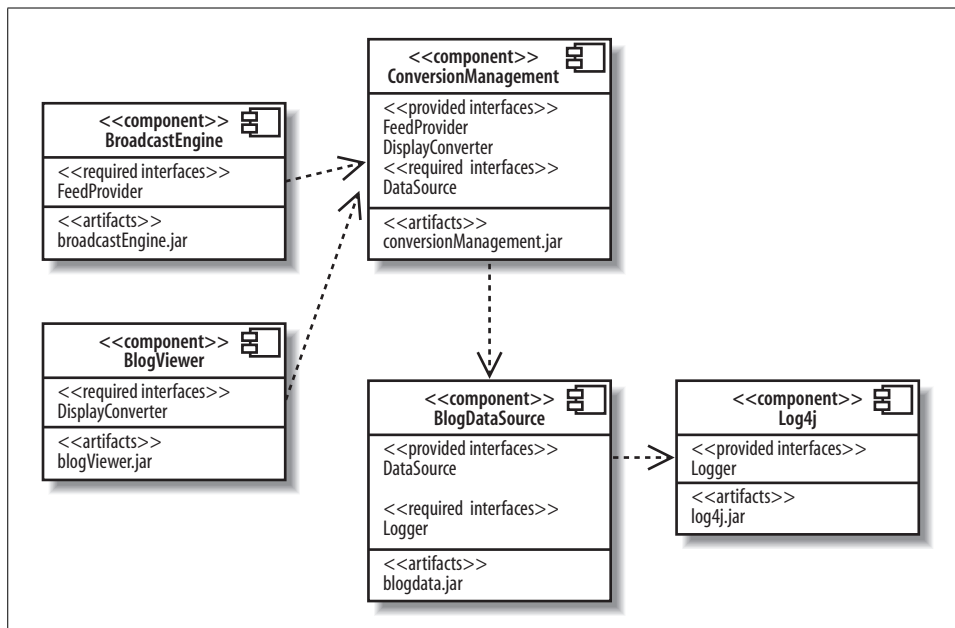 <<component>>
BroadcastEngine
<<required interfaces>>
FeedProvider
<<artifacts>>
broadcastEngine.jar
<<component>>
ConversionManagement
<<provided interfaces>>
FeedProvider
DisplayConverter
<<required interfaces>>
DataSource
<<artifacts>>
conversionManagement.jar
<<component>>
BlogViewer
<<required interfaces>>
DisplayConverter
<<artifacts>>
blogViewer.jar
<<component>>
BlogDataSource
<<provided interfaces>>
DataSource
<<required interfaces>>
Logger
<<artifacts>>
blogdata.jar
<<component>>
Log4j
<<provided interfaces>>
Logger
<<artifacts>>
log4j.jar